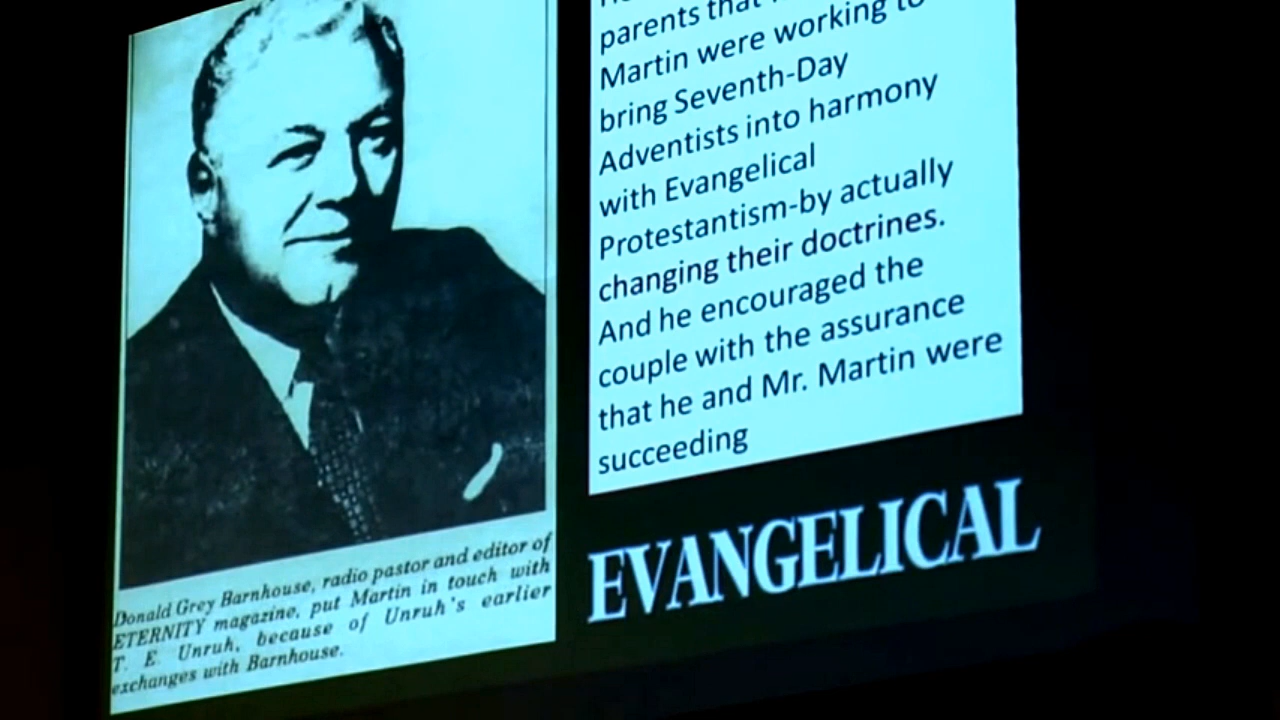 Donald Grey Barnhouse, radio pastor and editor of
ETERNITY magazine, put Martin in touch with
T. E. Unruh, because of Unruh's earlier
exchanges with Barnhouse.
parents that
Martin were working to
bring Seventh-Day
Adventists into harmony
with Evangelical
Protestantism-by actually
changing their doctrines.
And he encouraged the
couple with the assurance
that he and Mr. Martin were
succeeding
EVANGELICAL